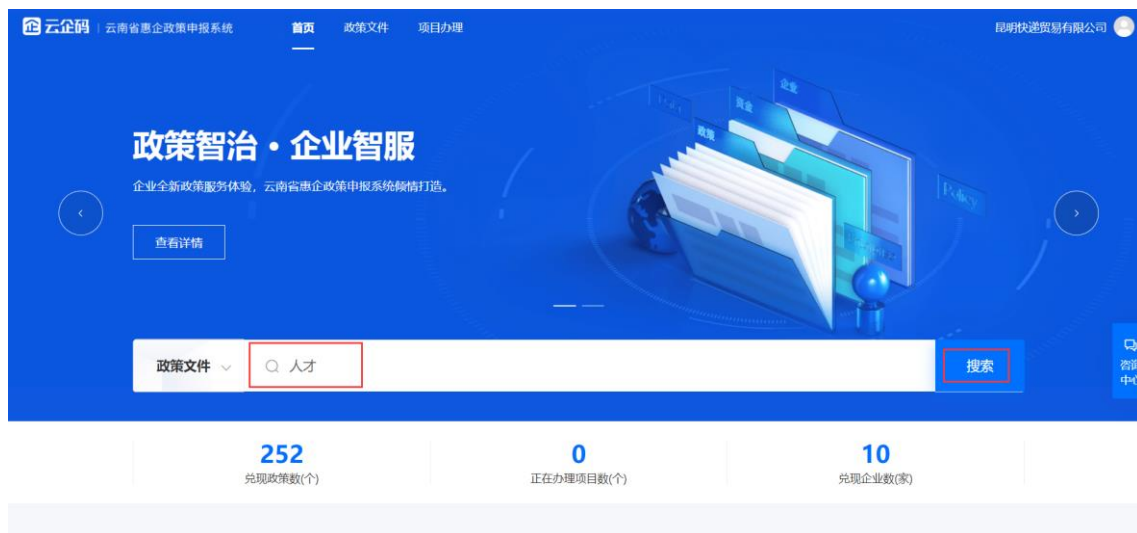 企 云企码 云南省惠企政策申报系统 首页 政策文件 项目办理 昆明快递贸易有限公司
企业
资金
政策
Policy
政策智治·企业智服
企业全新政策服务体验，云南省惠企政策申报系统倾情打造。
查看详情
政策文件 人才 搜索
咨询
中心
252 0 10
兑现政策数(个) 正在办理项目数(个) 兑现企业数(家)